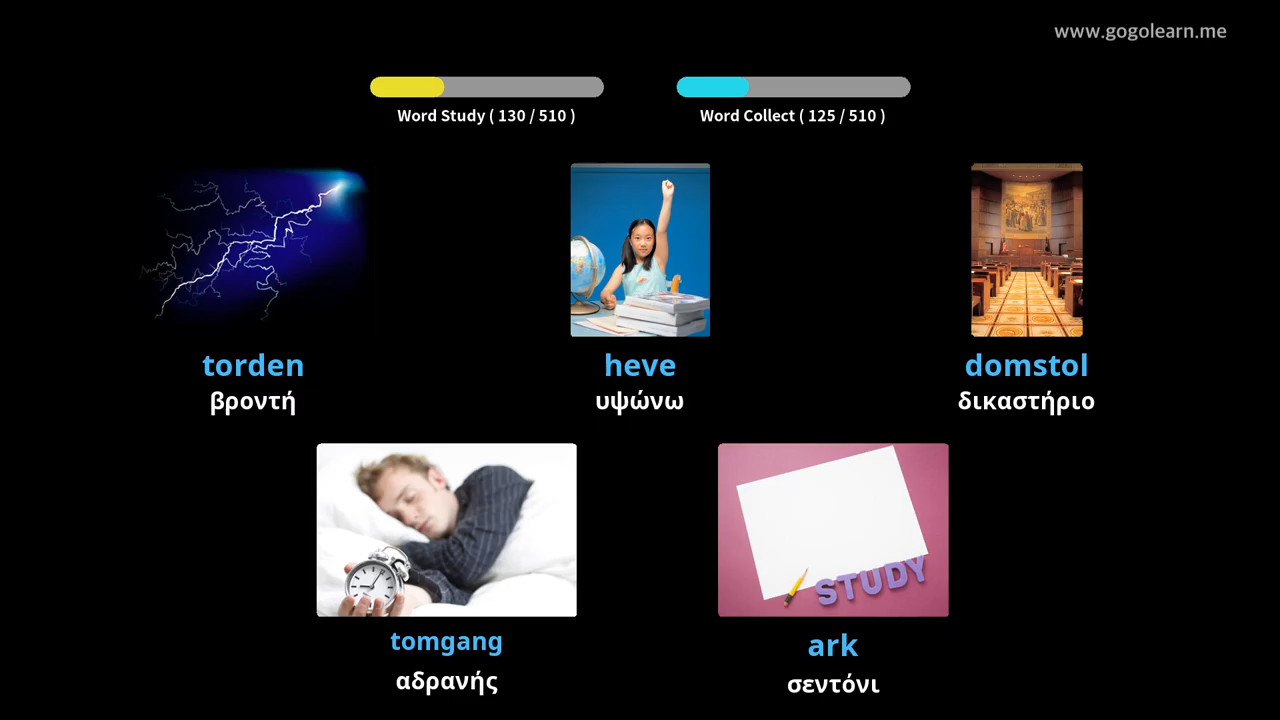 www.gogolearn.me
Word Study ( 130 / 510 )
Word Collect ( 125 / 510 )
torden
βροντή
heve
υψώνω
domstol
δικαστήριο
STUDY
tomgang
αδρανής
ark
σεντόνι